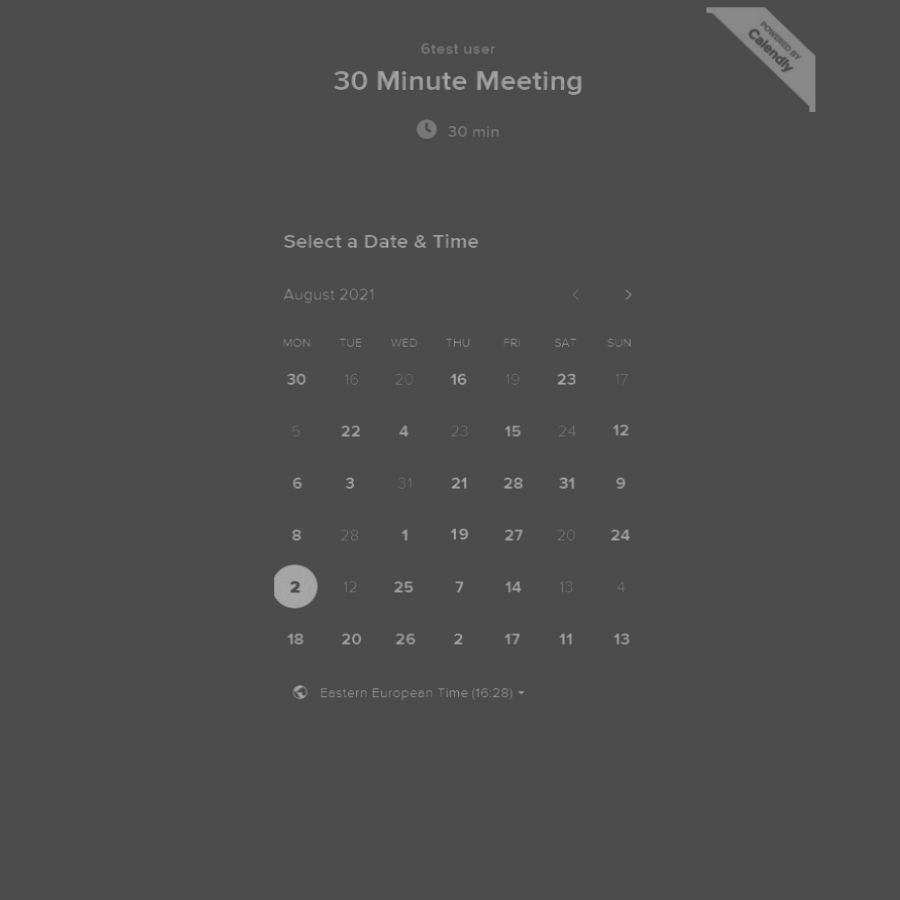 6test user
30 Minute Meeting
30 min
POWERED BY
Calendly
Select a Date & Time
August 2021
MON TUE WED THU FRI SAT SUN
30 16 20 16 19 23 17
5 22 4 23 15 24 12
6 3 31 21 28 31 9
8 28 1 19 27 20 24
2 12 25 7 14 13 4
18 20 26 2 17 11 13
Eastern European Time (16:28)